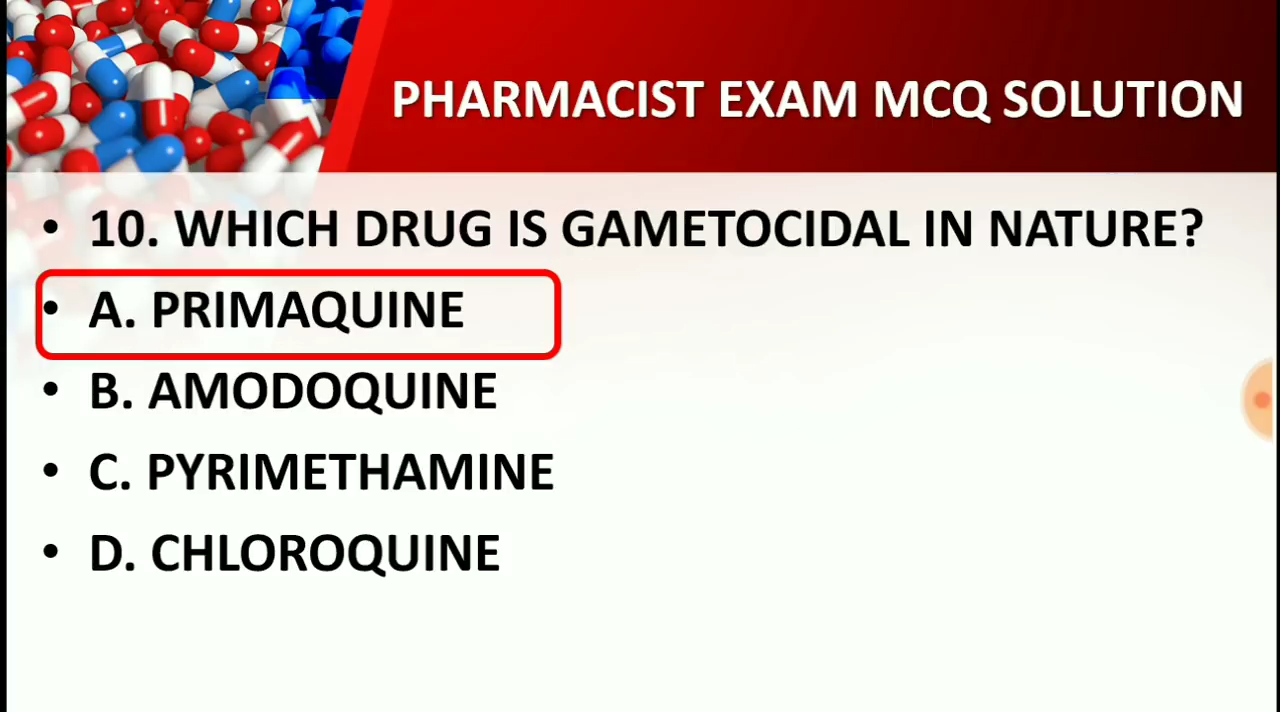 PHARMACIST EXAM MCQ SOLUTION
• 10. WHICH DRUG IS GAMETOCIDAL IN NATURE?
• A. PRIMAQUINE
• B. AMODOQUINE
• C. PYRIMETHAMINE
• D. CHLOROQUINE